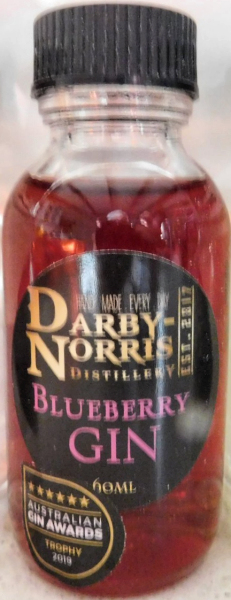 HAND MADE EVERY DAY
DARBY-
NORRIS
DISTILLERY
EST-2017
BLUEBERRY
GIN
60ML
AUSTRALIAN
GIN AWARDS
TROPHY
2019